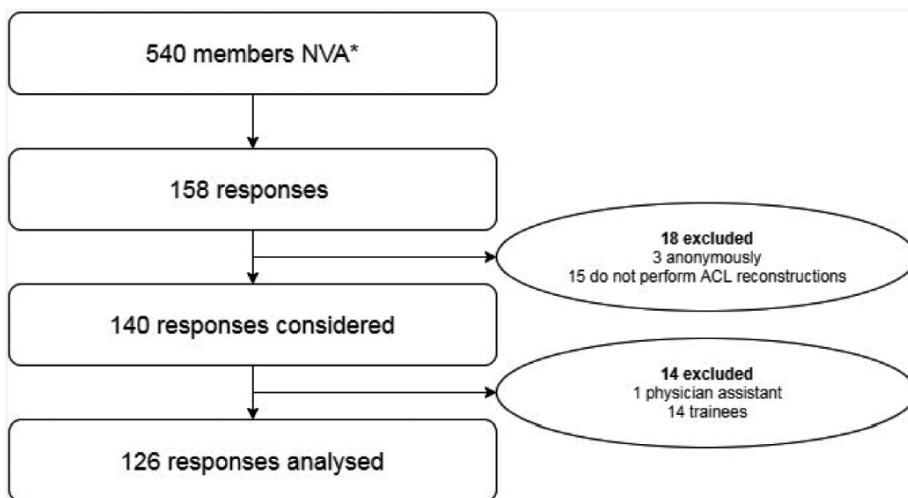 540 members NVA*
158 responses
18 excluded
3 anonymously
15 do not perform ACL reconstructions
140 responses considered
14 excluded
1 physician assistant
14 trainees
126 responses analysed